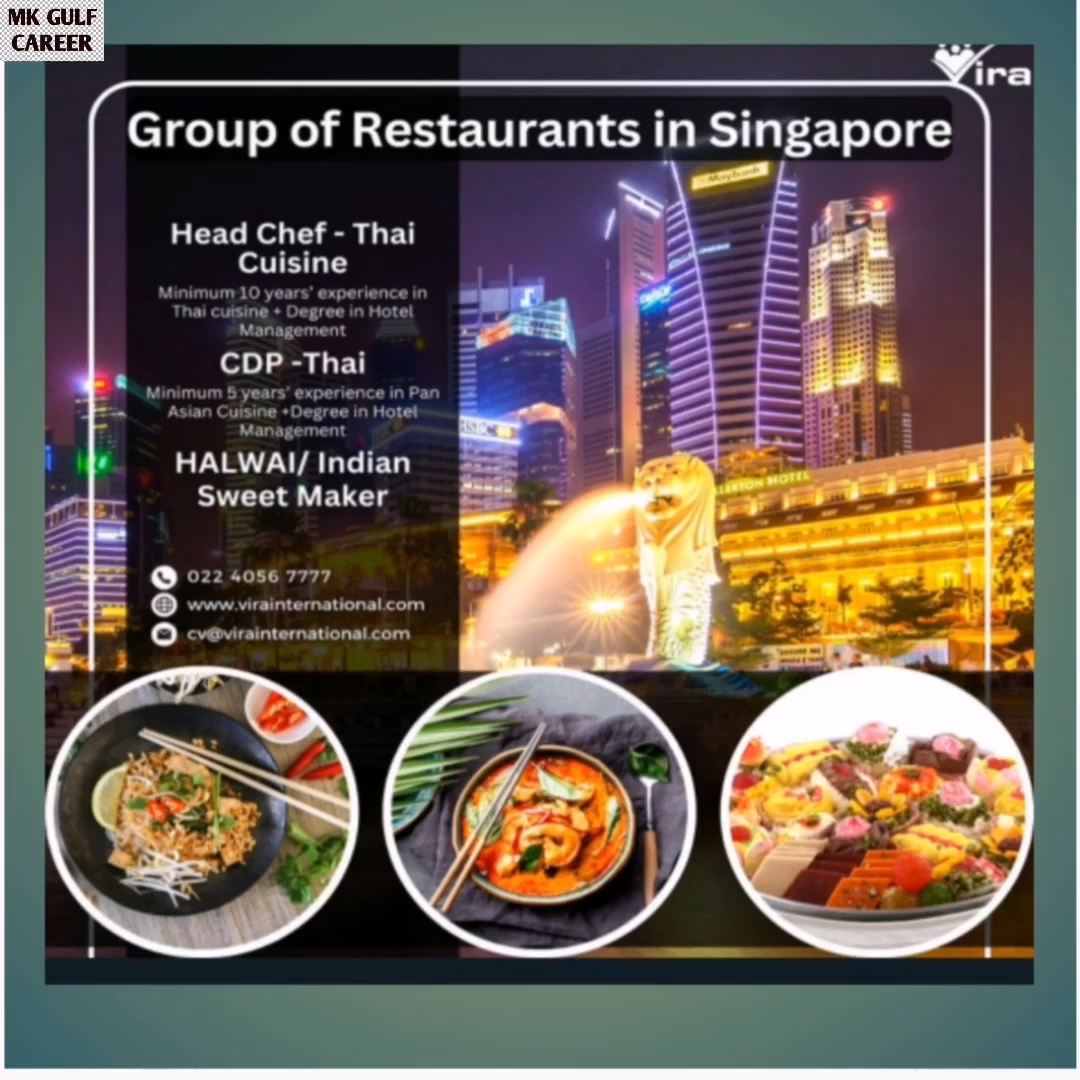 MK GULF
CAREER
Vira
Group of Restaurants in Singapore
Maybank
Head Chef - Thai
Cuisine
Minimum 10 years' experience in
Thai cuisine + Degree in Hotel
Management
CDP -Thai
Minimum 5 years' experience in Pan
Asian Cuisine +Degree in Hotel
Management
HSBC
HALWAI/ Indian
Sweet Maker
LLERTON HOTEL
022 4056 7777
www.virainternational.com
cv@virainternational.com